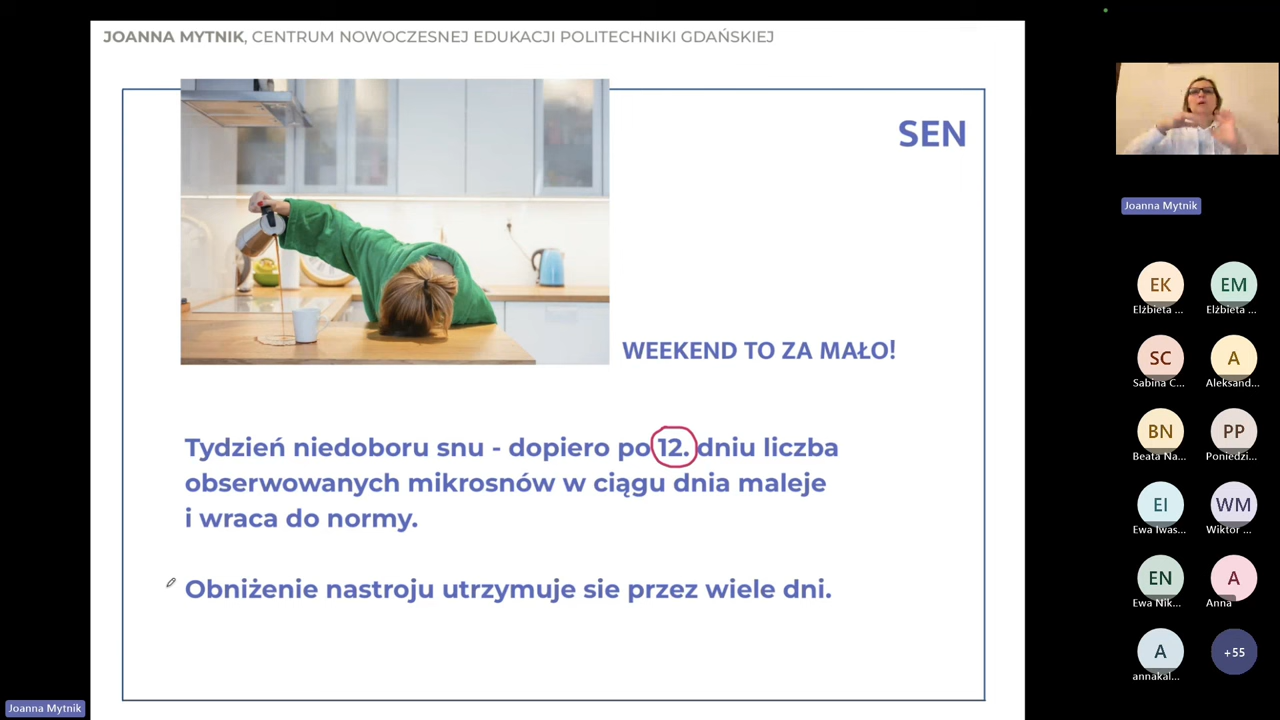 JOANNA MYTNIK, CENTRUM NOWOCZESNEJ EDUKACJI POLITECHNIKI GDAŃSKIEJ
SEN
WEEKEND TO ZA MAŁO!
Tydzień niedoboru snu - dopiero po 12. dniu liczba
obserwowanych mikrosnów w ciągu dnia maleje
i wraca do normy.
Obniżenie nastroju utrzymuje sie przez wiele dni.
Joanna Mytnik
EK
Elżbieta ...
EM
Elżbieta ...
SC
Sabina C...
A
Aleksand...
BN
Beata Na...
PP
Poniedzi...
EI
Ewa Iwas...
WM
Wiktor ...
EN
Ewa Nik...
A
Anna
A
annakal...
+55
Joanna Mytnik